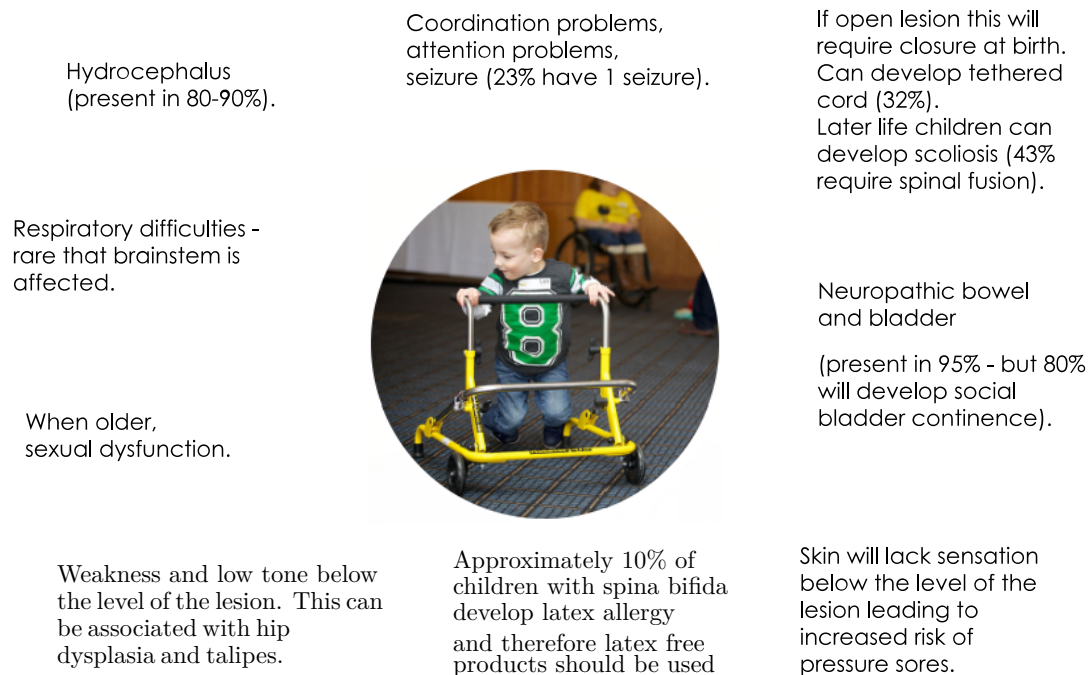 Coordination problems,
attention problems,
seizure (23% have 1 seizure).
If open lesion this will
require closure at birth.
Can develop tethered
cord (32%).
Later life children can
develop scoliosis (43%
require spinal fusion).
Hydrocephalus
(present in 80-90%).
Respiratory difficulties -
rare that brainstem is
affected.
8
Neuropathic bowel
and bladder
(present in 95% - but 80%
will develop social
bladder continence).
When older,
sexual dysfunction.
Weakness and low tone below
the level of the lesion. This can
be associated with hip
dysplasia and talipes.
Approximately 10% of
children with spina bifida
develop latex allergy
and therefore latex free
products should be used
Skin will lack sensation
below the level of the
lesion leading to
increased risk of
pressure sores.